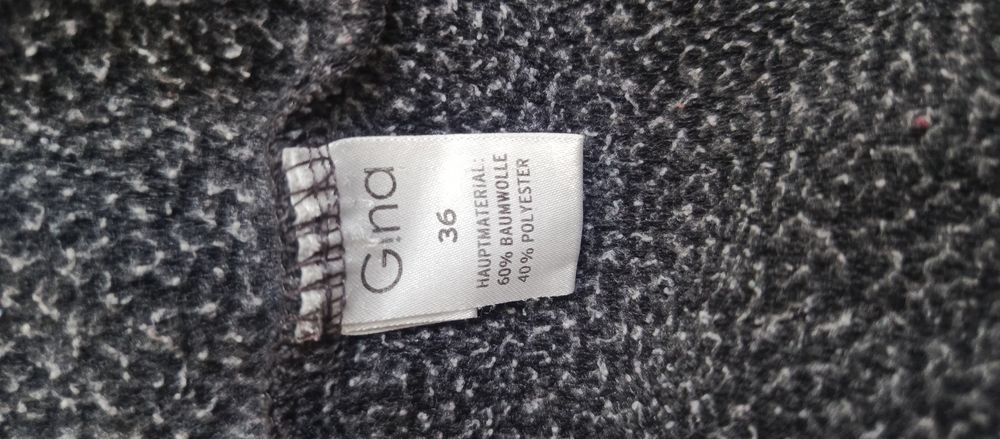 Gina
36
HAUPTMATERIAL:
60% BAUMWOLLE
40% POLYESTER